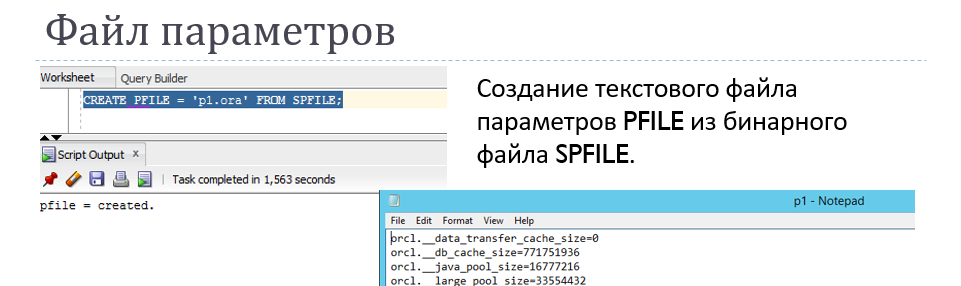 Файл параметров
Worksheet Query Builder
CREATE PFILE = 'p1.ora' FROM SPFILE;
Создание текстового файла
параметров PFILE из бинарного
файла SPFILE.
Script Output x
Task completed in 1,563 seconds
pfile = created.
p1 - Notepad
File Edit Format View Help
orcl.__data_transfer_cache_size=0
orcl.__db_cache_size=771751936
orcl.__java_pool_size=16777216
orcl.__large_pool_size=33554432